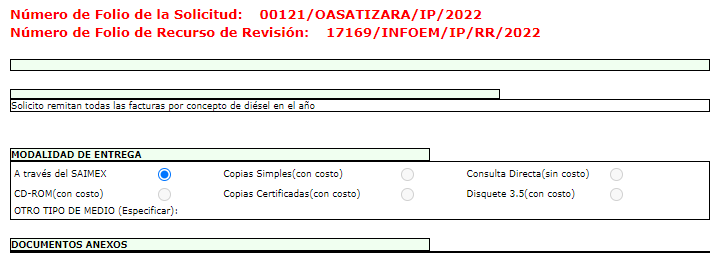 Número de Folio de la Solicitud: 00121/OASATIZARA/IP/2022
Número de Folio de Recurso de Revisión: 17169/INFOEM/IP/RR/2022
Solicito remitan todas las facturas por concepto de diésel en el año
MODALIDAD DE ENTREGA
A través del SAIMEX Copias Simples(con costo) Consulta Directa(sin costo)
CD-ROM(con costo) Copias Certificadas(con costo) Disquete 3.5(con costo)
OTRO TIPO DE MEDIO (Especificar):
DOCUMENTOS ANEXOS